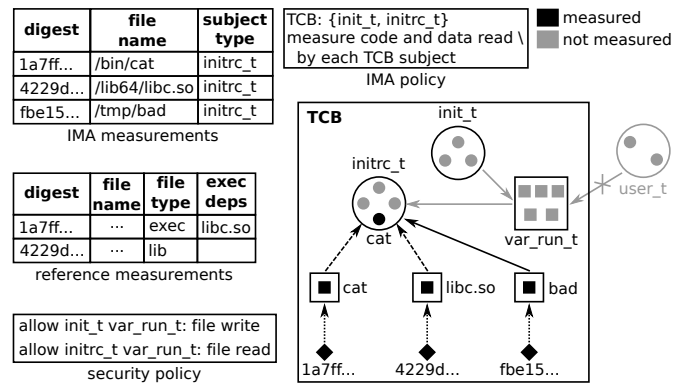 digest file name subject type
1a7ff... /bin/cat initrc_t
4229d... /lib64/libc.so initrc_t
fbe15... /tmp/bad initrc_t
IMA measurements
TCB: {init_t, initrc_t}
measure code and data read \
by each TCB subject
IMA policy
measured
not measured
digest file name file type exec deps
1a7ff... ... exec libc.so
4229d... ... lib
reference measurements
allow init_t var_run_t: file write
allow initrc_t var_run_t: file read
security policy
TCB
init_t
initrc_t
user_t
cat
var_run_t
cat
libc.so
bad
1a7ff...
4229d...
fbe15...